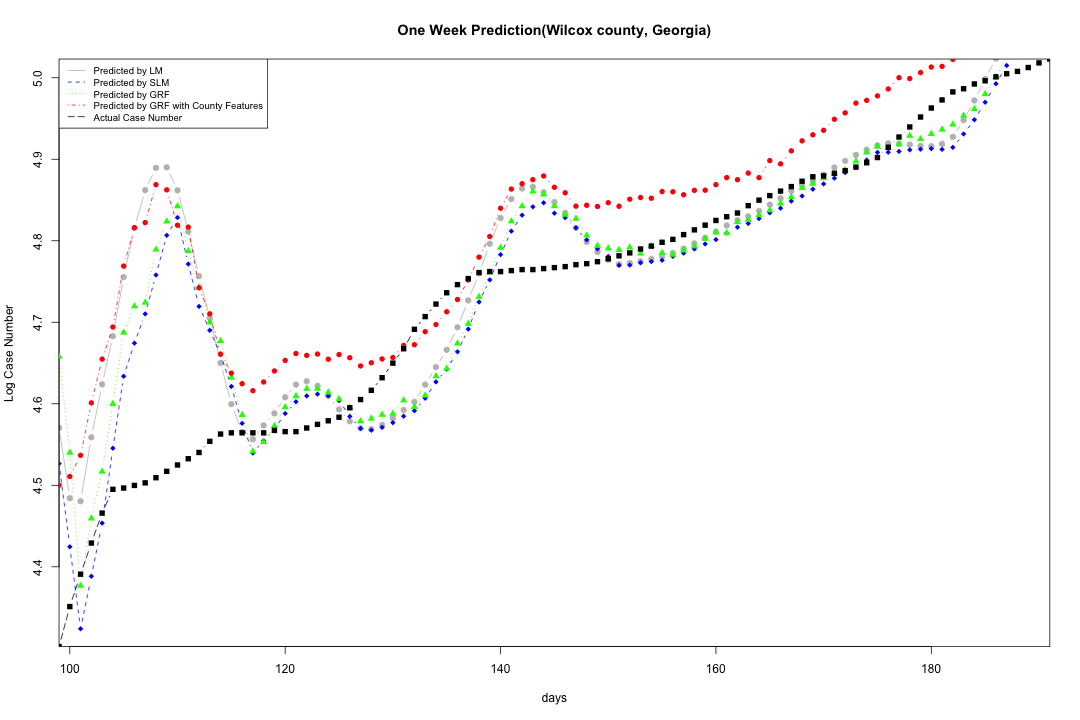 One Week Prediction(Wilcox county, Georgia)
Predicted by LM
Predicted by SLM
Predicted by GRF
Predicted by GRF with County Features
Actual Case Number
Log Case Number
5.0
4.9
4.8
4.7
4.6
4.5
4.4
100 120 140 160 180
days